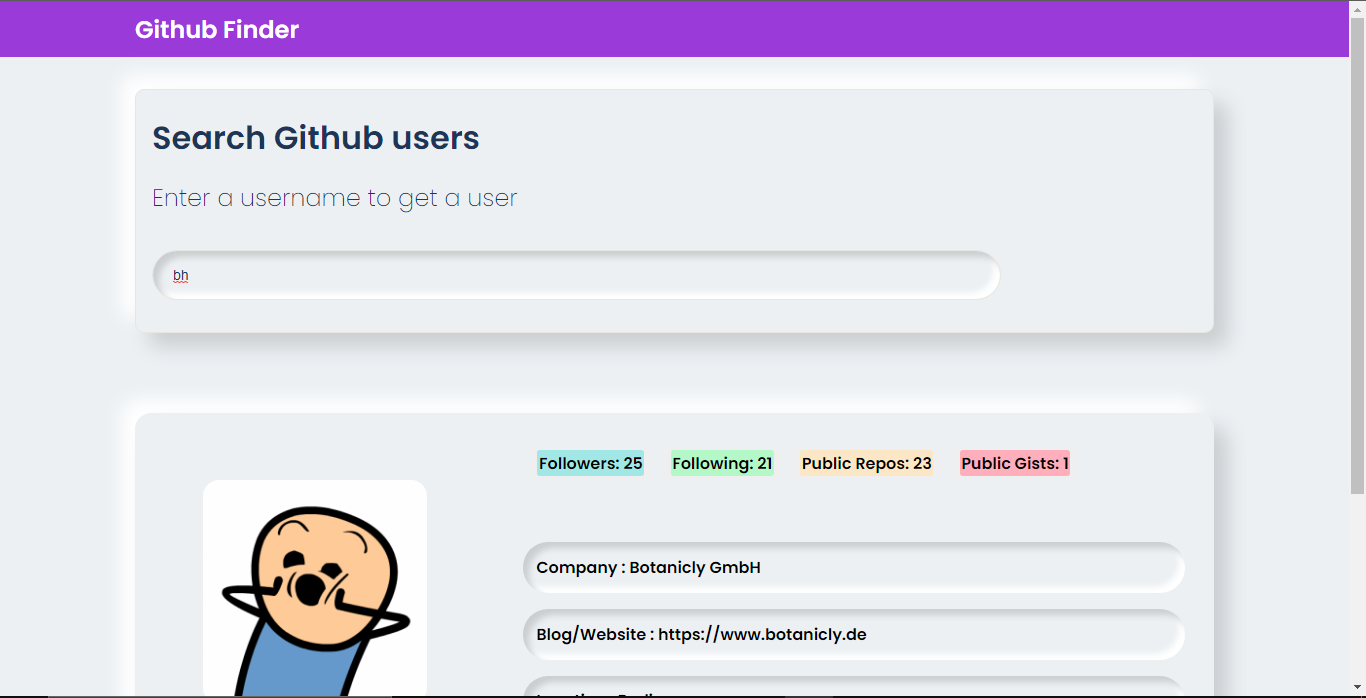 Github Finder
Search Github users
Enter a username to get a user
bh
Followers: 25 Following: 21 Public Repos: 23 Public Gists: 1
Company : Botanicly GmbH
Blog/Website : https://www.botanicly.de